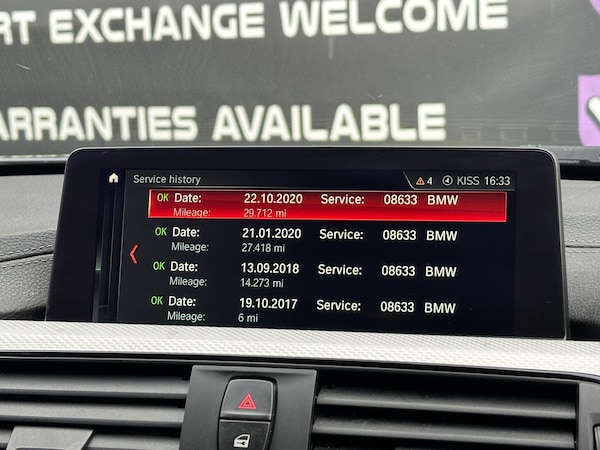 RT EXCHANGE WELCOME
WARRANTIES AVAILABLE
Service history
4 KISS 16:33
OK Date: 22.10.2020 Service: 08633 BMW
Mileage: 29.712 mi
OK Date: 21.01.2020 Service: 08633 BMW
Mileage: 27.418 mi
OK Date: 13.09.2018 Service: 08633 BMW
Mileage: 14.273 mi
OK Date: 19.10.2017 Service: 08633 BMW
Mileage: 6 mi